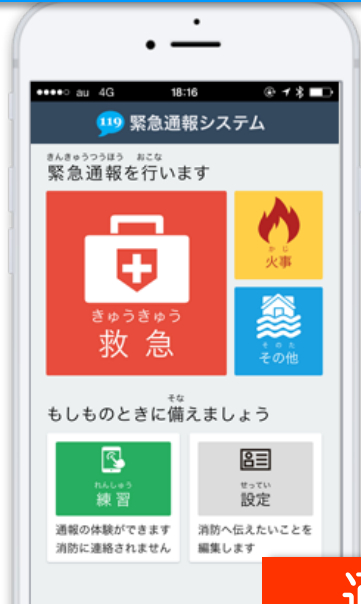 au 4G 18:16
119 緊急通報システム
きんきゅうつうほう おこな
緊急通報を行います
きゅうきゅう
救急
かじ
火事
そのた
その他
そな
もしものときに備えましょう
れんしゅう
練習
通報の体験ができます
消防に連絡されません
せってい
設定
消防へ伝えたいことを
編集します